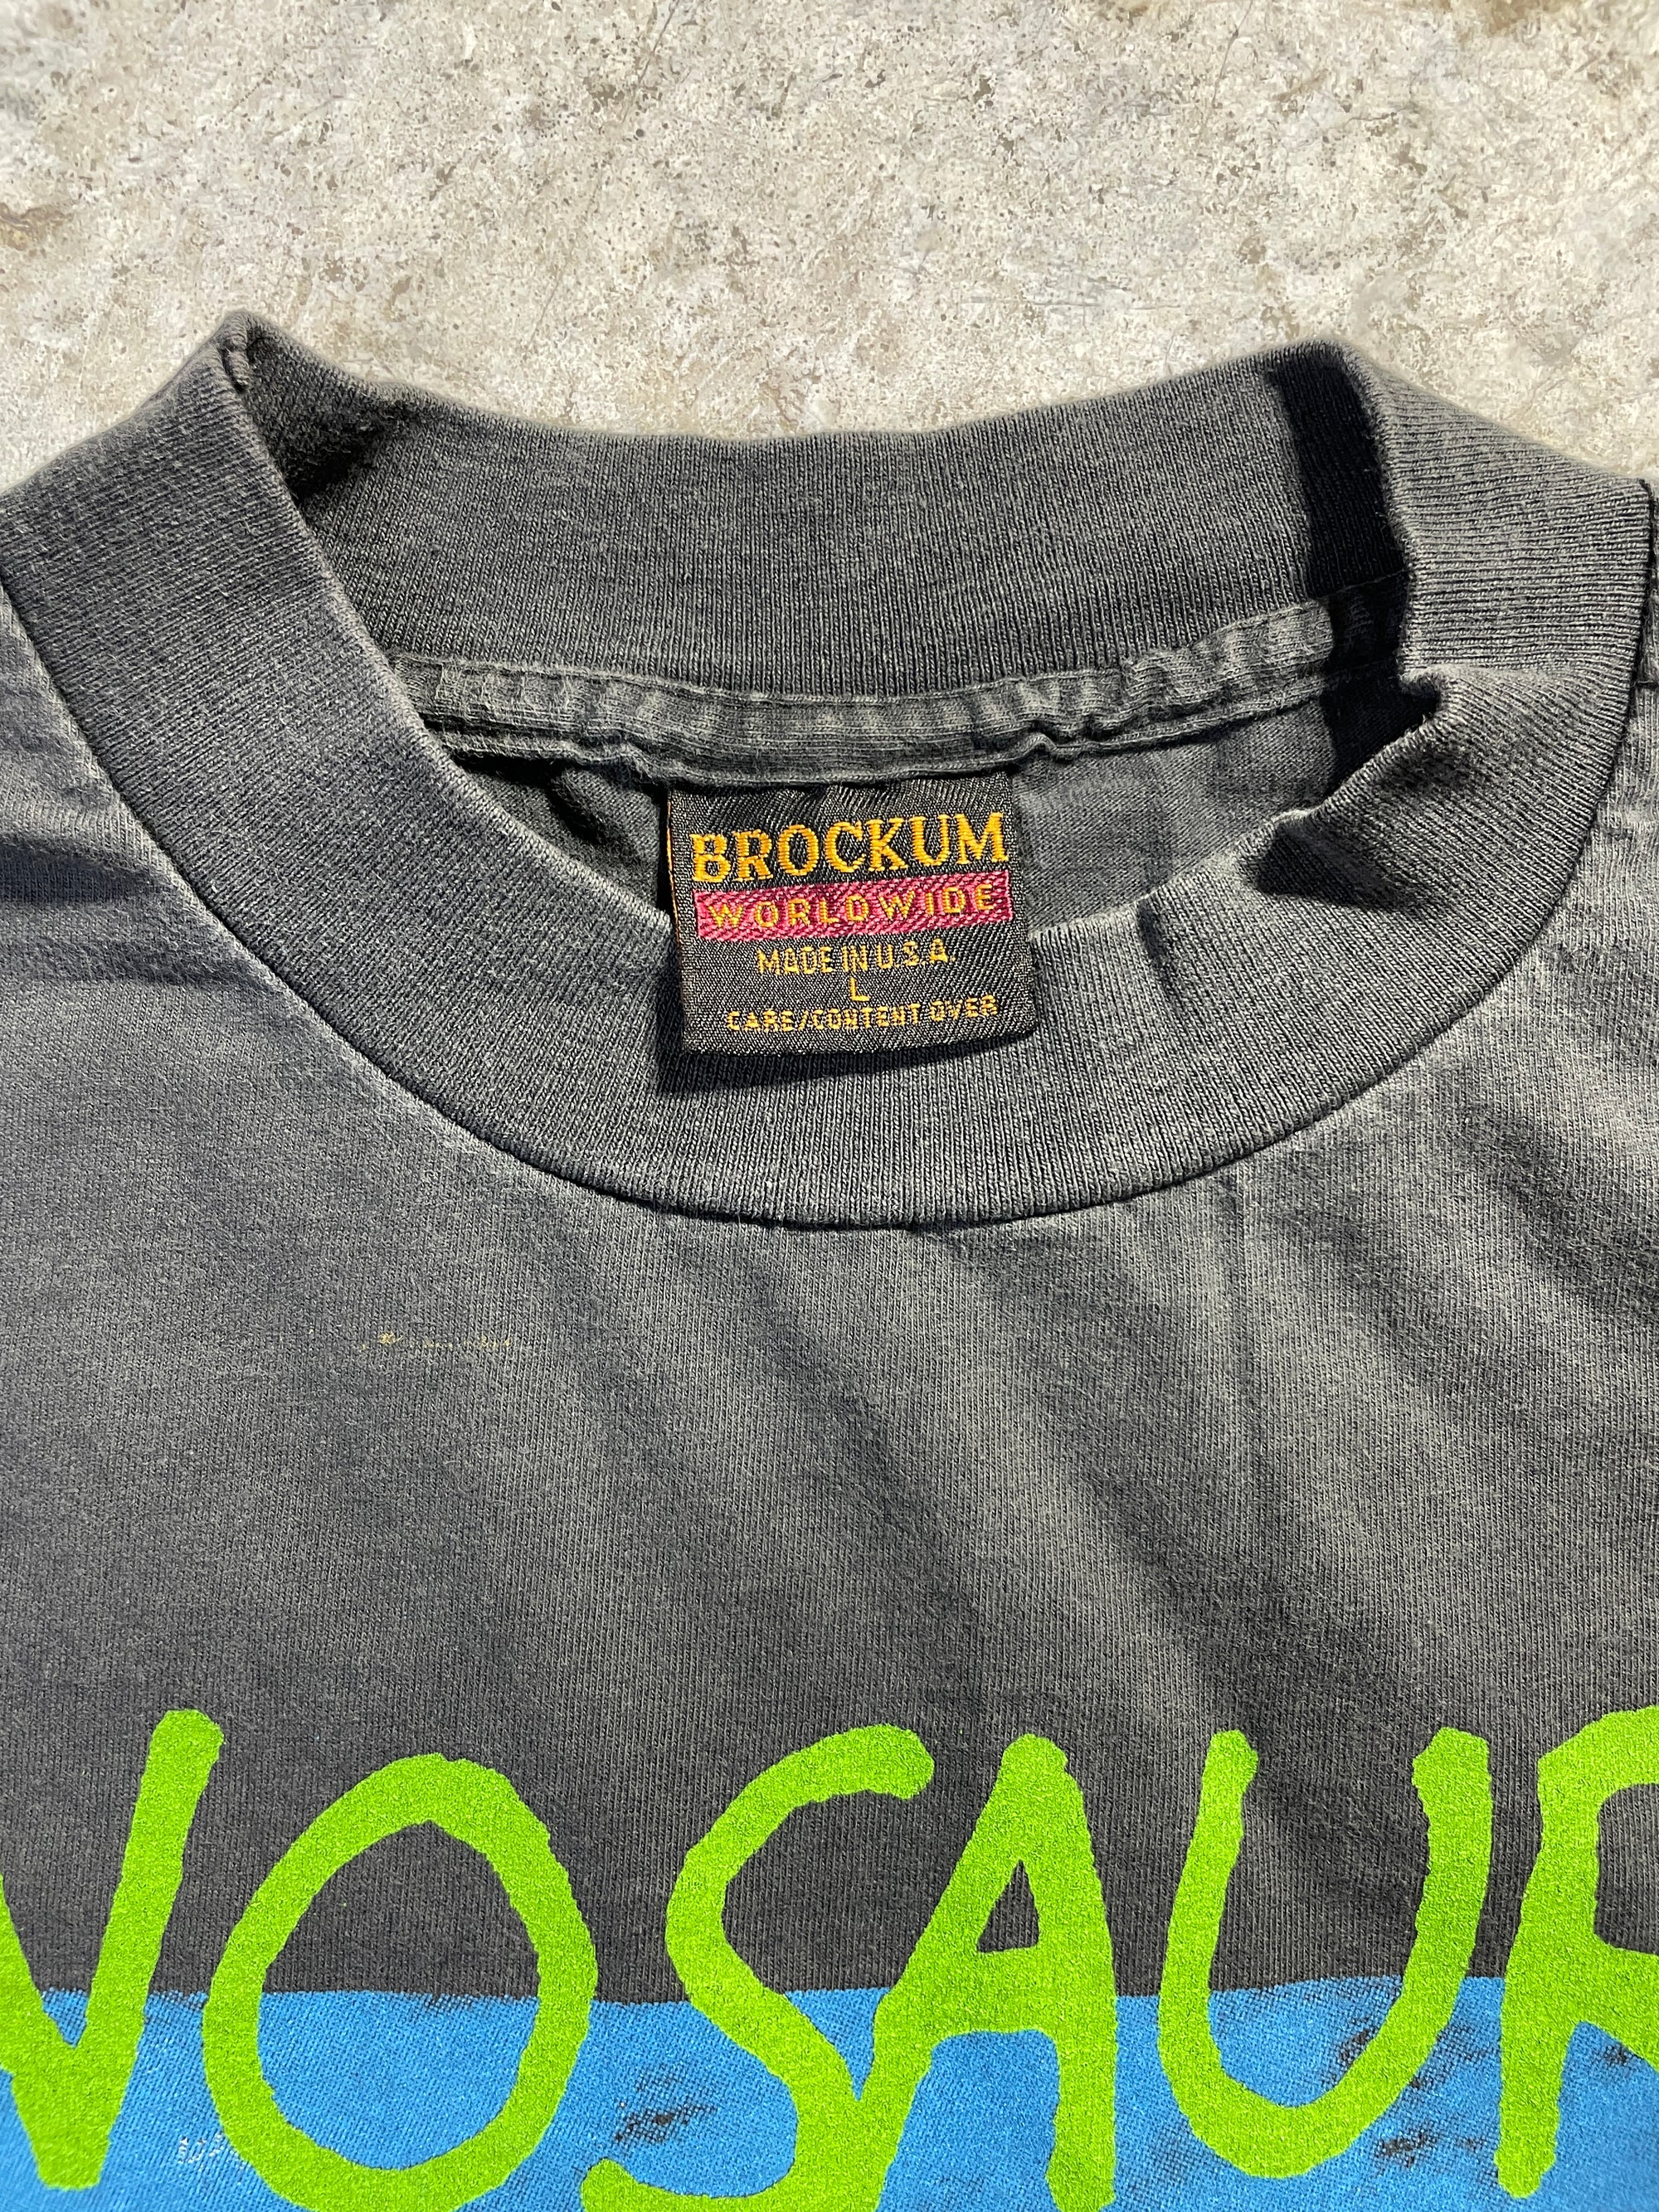 BROCKUM
WORLDWIDE
MADE IN U.S.A.
L
CARE/CONTENT OVER
NOSAUR